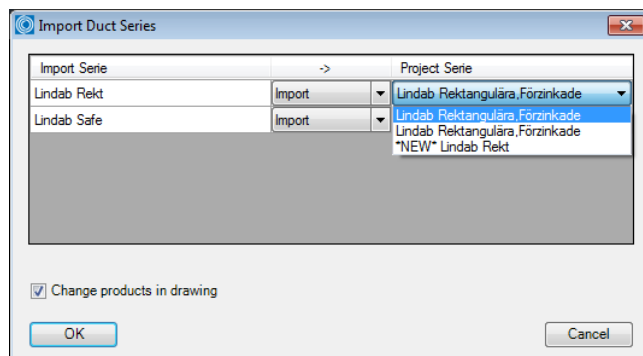 Import Duct Series
Import Serie -> Project Serie
Lindab Rekt Import Lindab Rektangulära,Förzinkade
Lindab Safe Import Lindab Rektangulära,Förzinkade
Lindab Rektangulära,Förzinkade
*NEW* Lindab Rekt
Change products in drawing
OK Cancel